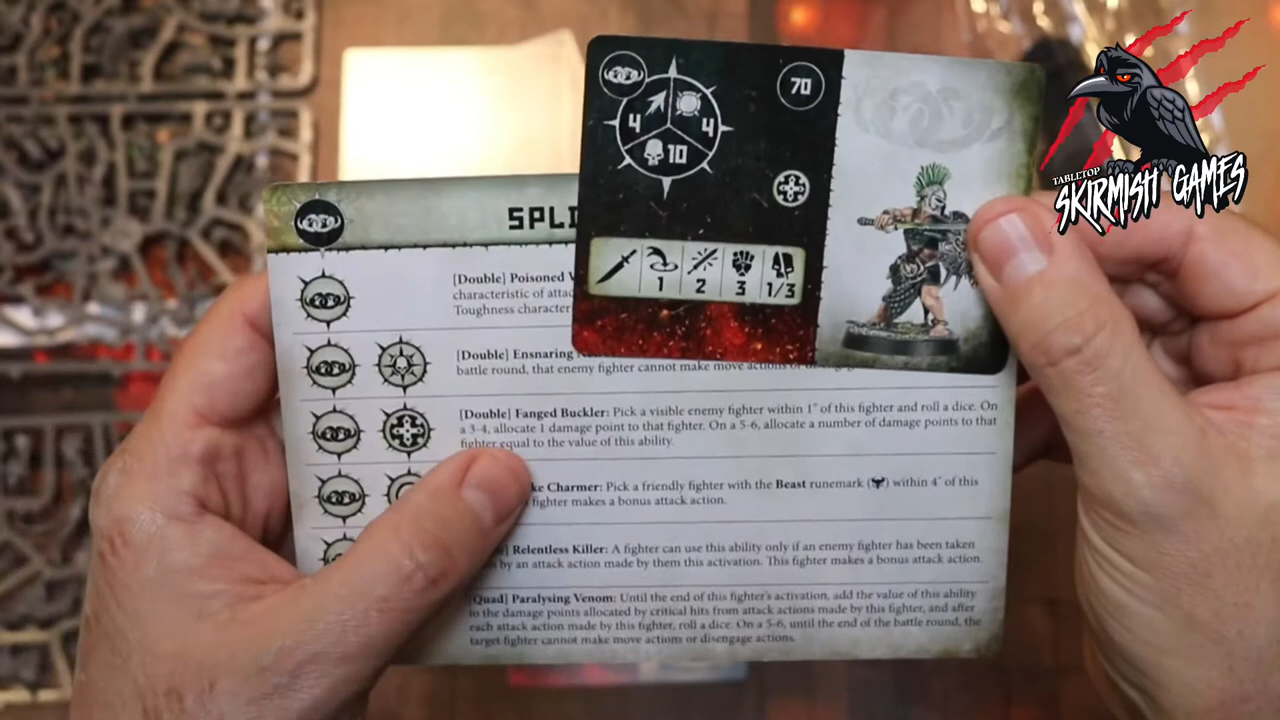 TABLETOP
SKIRMISH GAMES
70
4
4
10
1 2 3 1/3
SPLI
[Double] Poisoned
characteristic of
Toughness
[Double] Ensnaring
battle round, that enemy fighter cannot make move actions
[Double] Fanged Buckler: Pick a visible enemy fighter within 1" of this fighter and roll a dice. On
a 3-4, allocate 1 damage point to that fighter. On a 5-6, allocate a number of damage points to that
fighter equal to the value of this ability.
ke Charmer: Pick a friendly fighter with the Beast runemark ( ) within 4" of this
fighter makes a bonus attack action.
Relentless Killer: A fighter can use this ability only if an enemy fighter has been taken
by an attack action made by them this activation. This fighter makes a bonus attack action.
[Quad] Paralysing Venom: Until the end of this fighter's activation, add the value of this ability
to the damage points allocated by critical hits from attack actions made by this fighter, and after
each attack action made by this fighter, roll a dice. On a 5-6, until the end of the battle round, the
target fighter cannot make move actions or disengage actions.